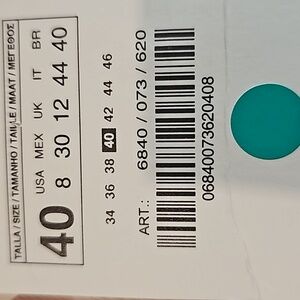 TALLA / SIZE / TAMANHO / TAILLE / MAAT / ΜΕΓΕΘΟΣ
40
USA MEX UK IT BR
8 30 12 44 40
34 36 38 40 42 44 46
ART.: 6840 / 073 / 620
06840073620408